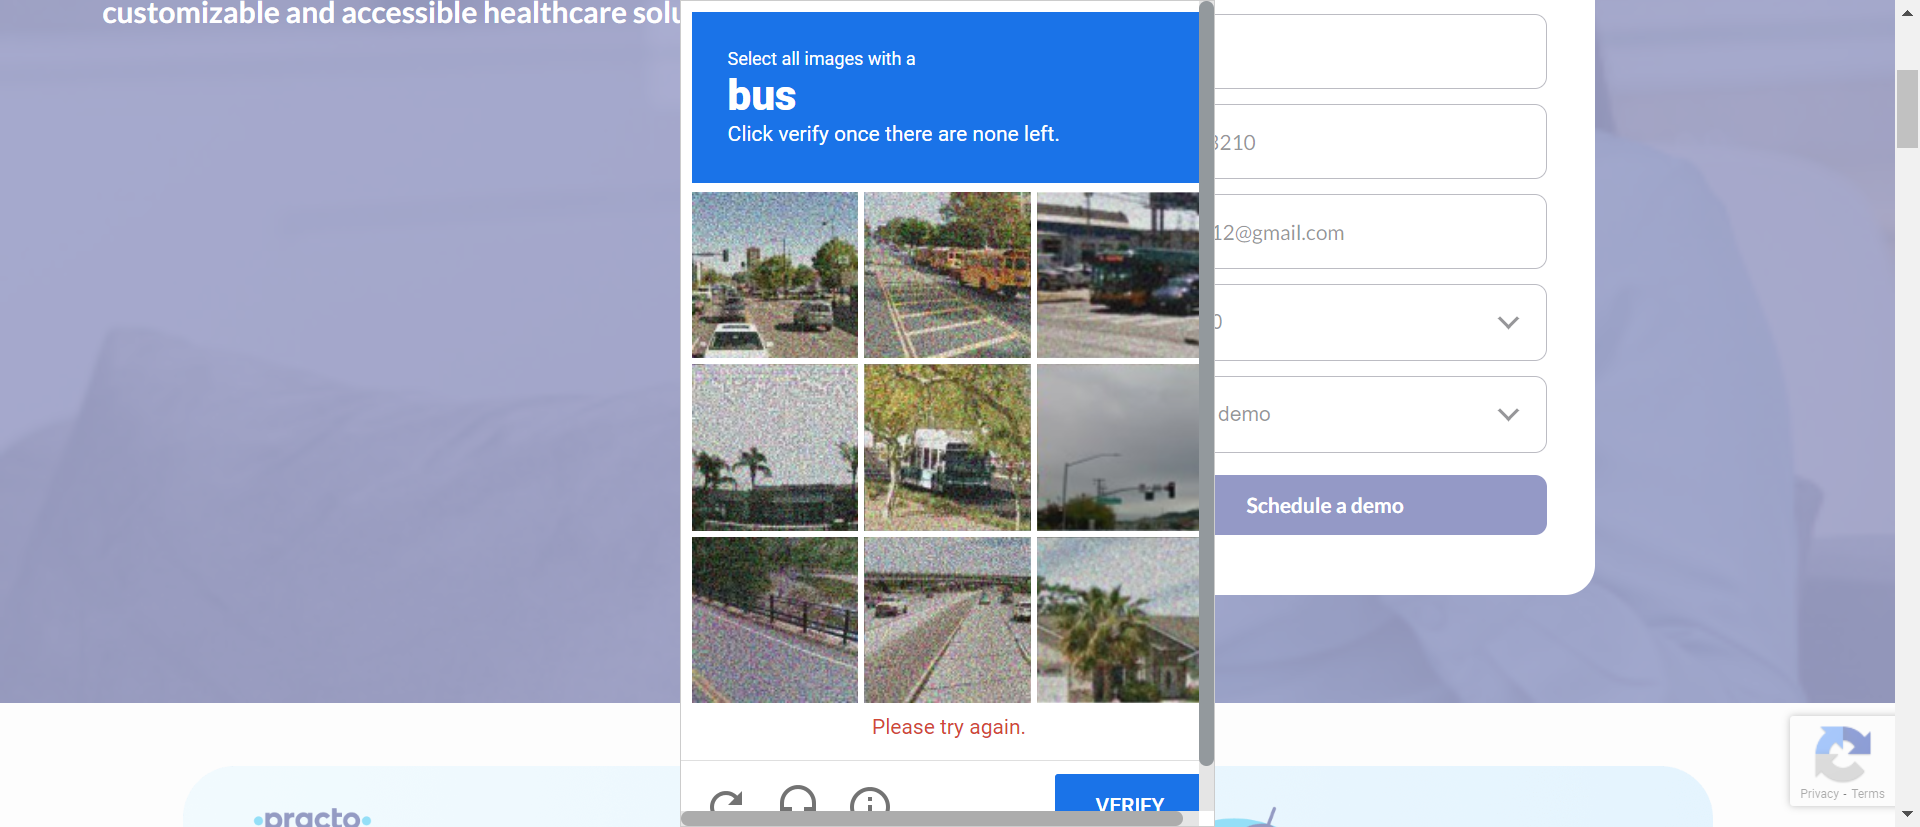 customizable and accessible healthcare solu
Select all images with a
bus
Click verify once there are none left.
3210
12@gmail.com
0
demo
Schedule a demo
Please try again.
VERIFY
Privacy - Terms
practo